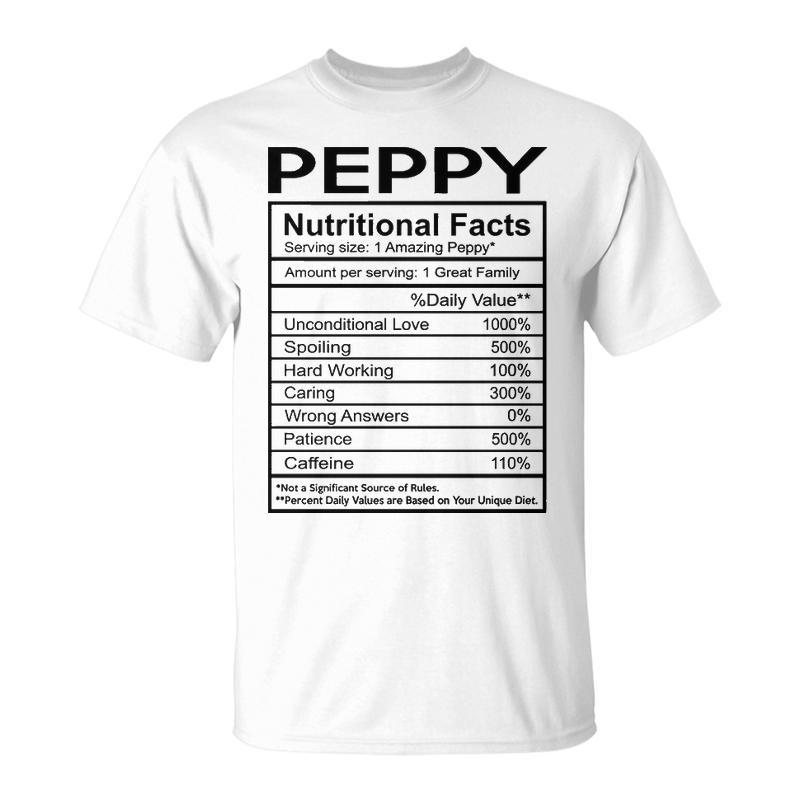 PEPPY
Nutritional Facts
Serving size: 1 Amazing Peppy*
Amount per serving: 1 Great Family
%Daily Value**
Unconditional Love 1000%
Spoiling 500%
Hard Working 100%
Caring 300%
Wrong Answers 0%
Patience 500%
Caffeine 110%
*Not a Significant Source of Rules.
**Percent Daily Values are Based on Your Unique Diet.